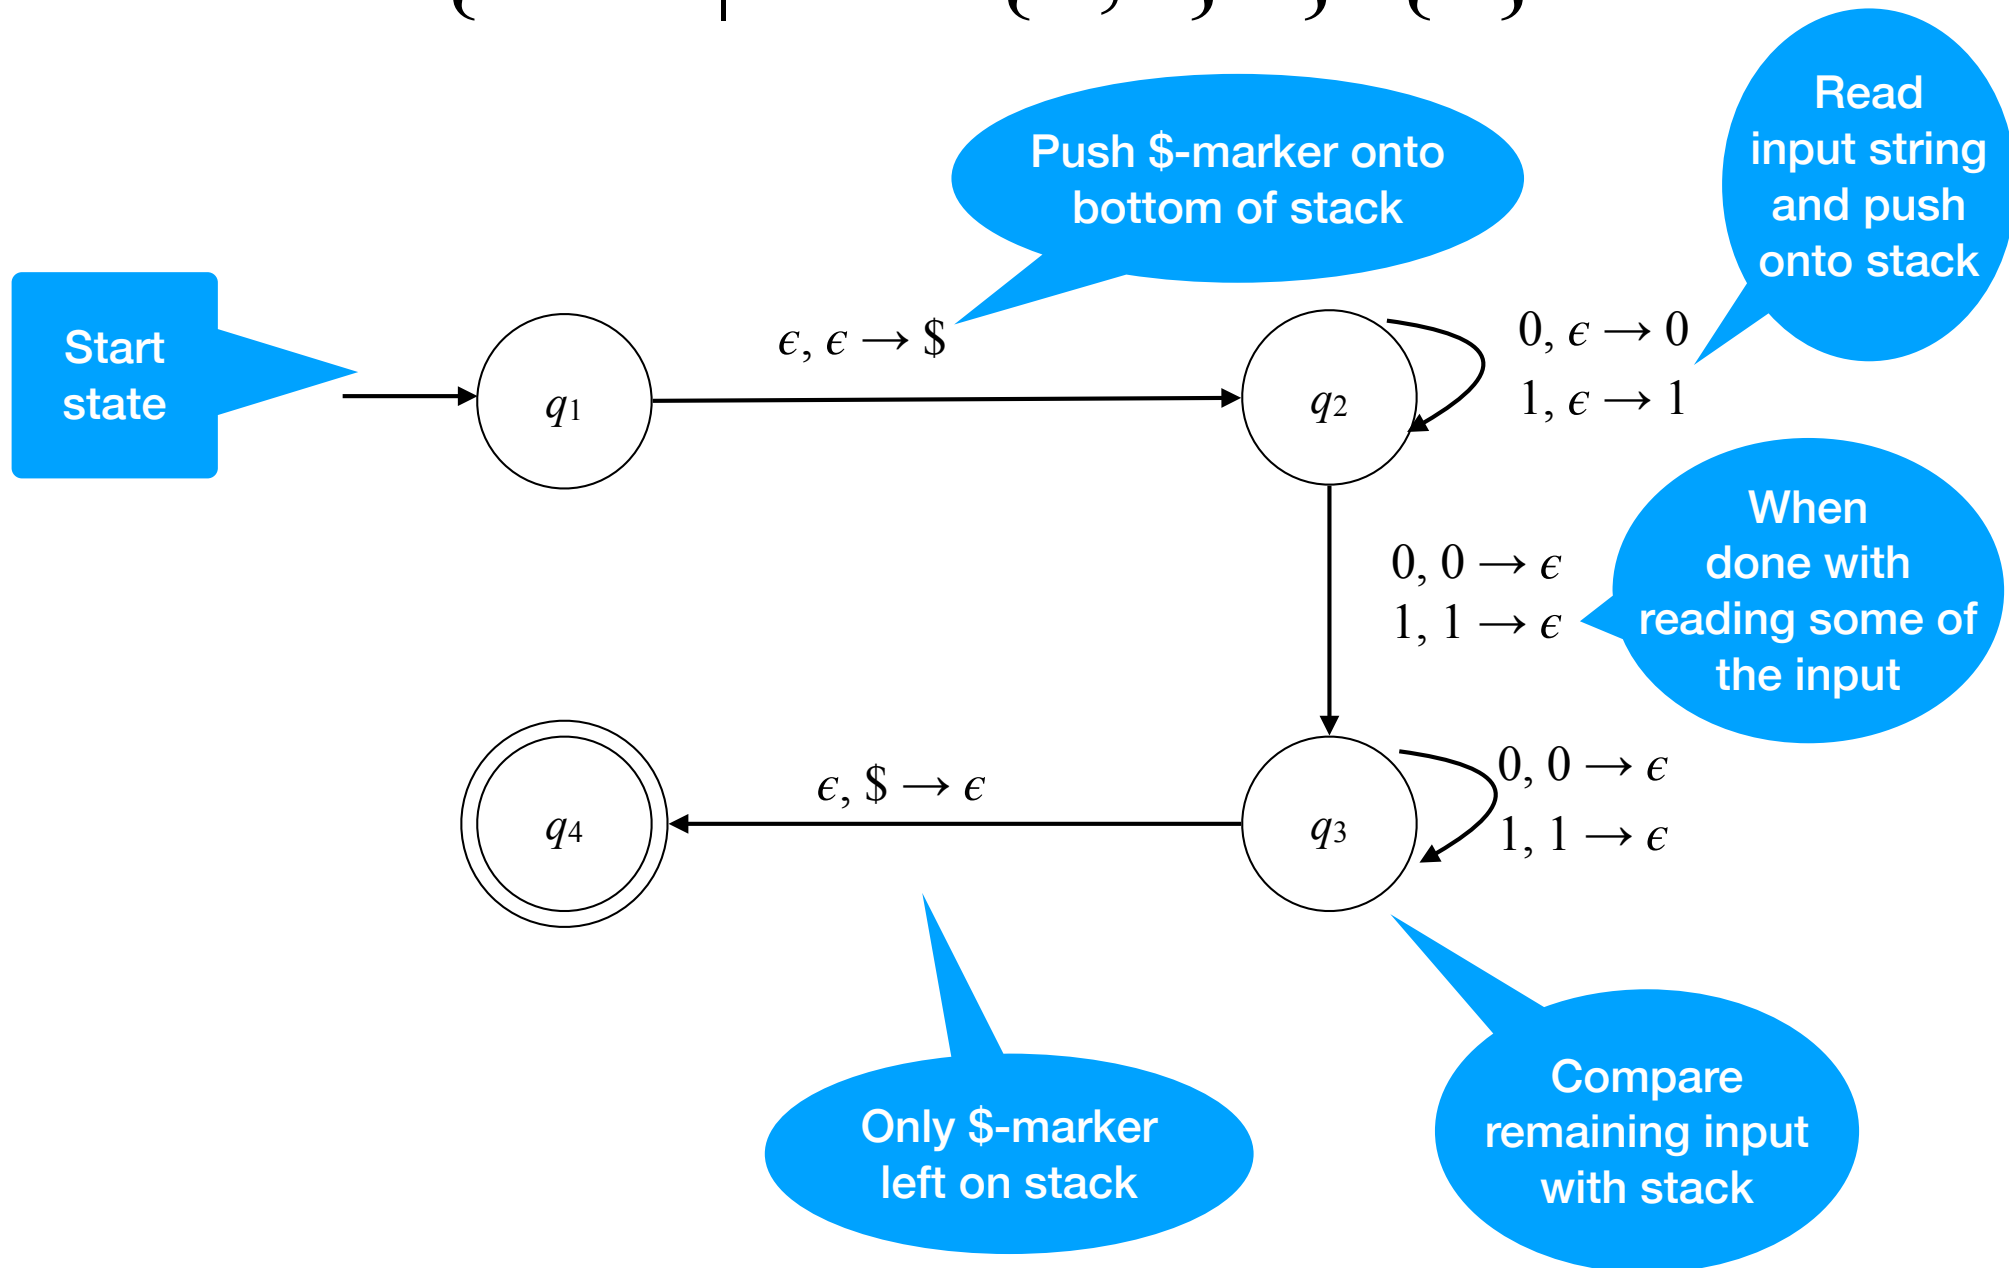 Push $-marker onto
bottom of stack
Read
input string
and push
onto stack
Start
state
q1
ϵ, ϵ → $
q2
0, ϵ → 0
1, ϵ → 1
When
done with
reading some of
the input
0, 0 → ϵ
1, 1 → ϵ
q4
ϵ, $ → ϵ
q3
0, 0 → ϵ
1, 1 → ϵ
Only $-marker
left on stack
Compare
remaining input
with stack